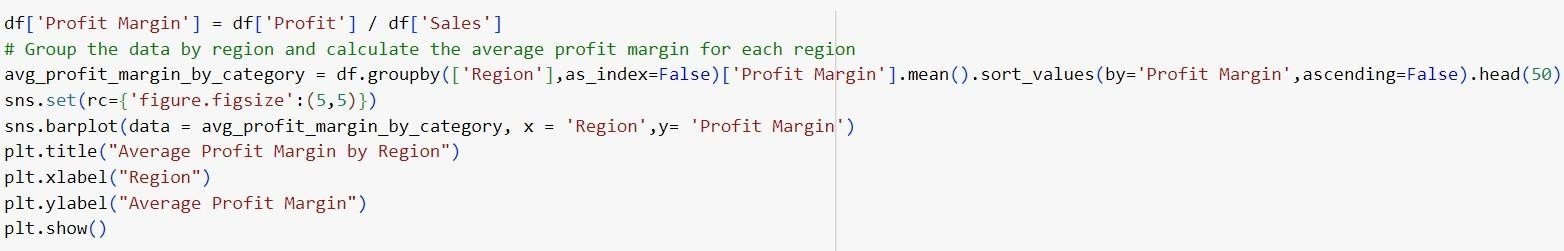 df['Profit Margin'] = df['Profit'] / df['Sales']
# Group the data by region and calculate the average profit margin for each region
avg_profit_margin_by_category = df.groupby(['Region'],as_index=False)['Profit Margin'].mean().sort_values(by='Profit Margin',ascending=False).head(50)
sns.set(rc={'figure.figsize':(5,5)})
sns.barplot(data = avg_profit_margin_by_category, x = 'Region',y= 'Profit Margin')
plt.title("Average Profit Margin by Region")
plt.xlabel("Region")
plt.ylabel("Average Profit Margin")
plt.show()